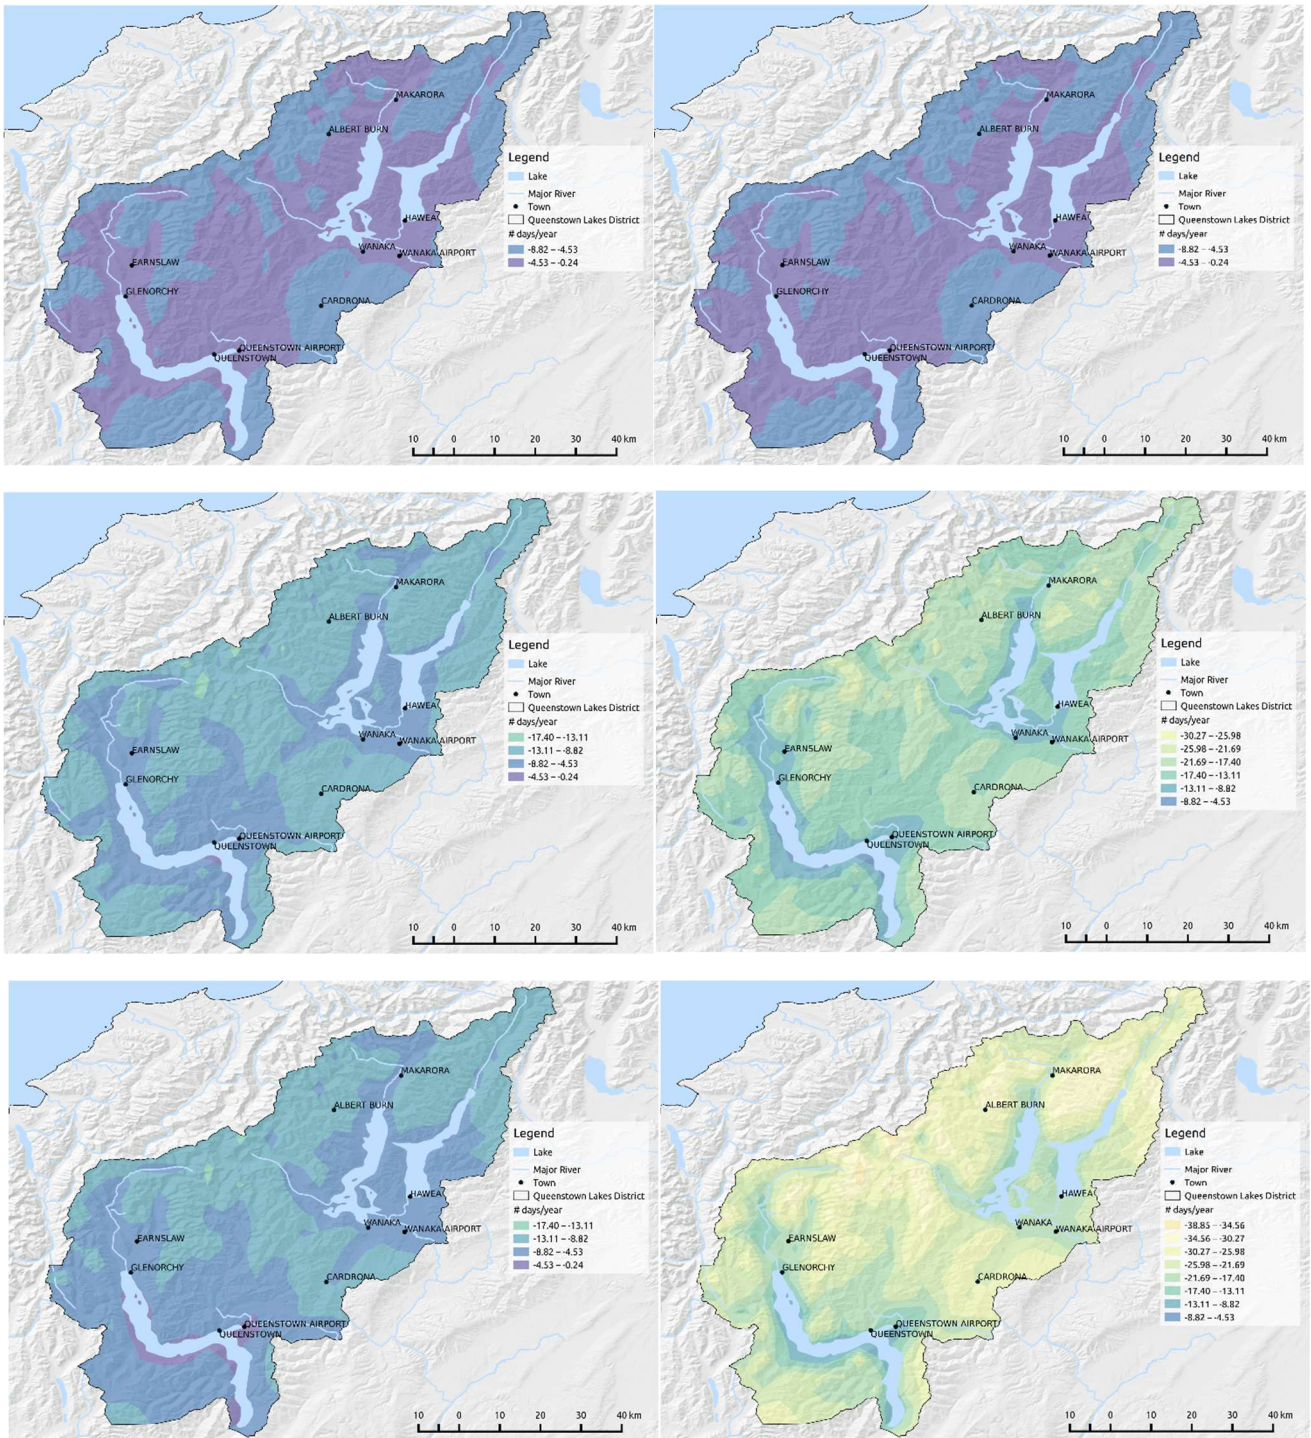 MAKARORA
ALBERT BURN
HAWEA
WANAKA
WANAKA AIRPORT
EARNSLAW
GLENORCHY
CARDRONA
QUEENSTOWN AIRPORT
QUEENSTOWN
Legend
Lake
Major River
Town
Queenstown Lakes District
# days/year
-8.82 – -4.53
-4.53 – -0.24
10 0 10 20 30 40 km
MAKARORA
ALBERT BURN
HAWEA
WANAKA
WANAKA AIRPORT
EARNSLAW
GLENORCHY
CARDRONA
QUEENSTOWN AIRPORT
QUEENSTOWN
Legend
Lake
Major River
Town
Queenstown Lakes District
# days/year
-8.82 – -4.53
-4.53 – -0.24
10 0 10 20 30 40 km
MAKARORA
ALBERT BURN
HAWEA
WANAKA
WANAKA AIRPORT
EARNSLAW
GLENORCHY
CARDRONA
QUEENSTOWN AIRPORT
QUEENSTOWN
Legend
Lake
Major River
Town
Queenstown Lakes District
# days/year
-17.40 – -13.11
-13.11 – -8.82
-8.82 – -4.53
-4.53 – -0.24
10 0 10 20 30 40 km
MAKARORA
ALBERT BURN
HAWEA
WANAKA
WANAKA AIRPORT
EARNSLAW
GLENORCHY
CARDRONA
QUEENSTOWN AIRPORT
QUEENSTOWN
Legend
Lake
Major River
Town
Queenstown Lakes District
# days/year
-30.27 – -25.98
-25.98 – -21.69
-21.69 – -17.40
-17.40 – -13.11
-13.11 – -8.82
-8.82 – -4.53
10 0 10 20 30 40 km
MAKARORA
ALBERT BURN
HAWEA
WANAKA
WANAKA AIRPORT
EARNSLAW
GLENORCHY
CARDRONA
QUEENSTOWN AIRPORT
QUEENSTOWN
Legend
Lake
Major River
Town
Queenstown Lakes District
# days/year
-17.40 – -13.11
-13.11 – -8.82
-8.82 – -4.53
-4.53 – -0.24
10 0 10 20 30 40 km
MAKARORA
ALBERT BURN
HAWEA
WANAKA
WANAKA AIRPORT
EARNSLAW
GLENORCHY
CARDRONA
QUEENSTOWN AIRPORT
QUEENSTOWN
Legend
Lake
Major River
Town
Queenstown Lakes District
# days/year
-38.85 – -34.56
-34.56 – -30.27
-30.27 – -25.98
-25.98 – -21.69
-21.69 – -17.40
-17.40 – -13.11
-13.11 – -8.82
-8.82 – -4.53
10 0 10 20 30 40 km